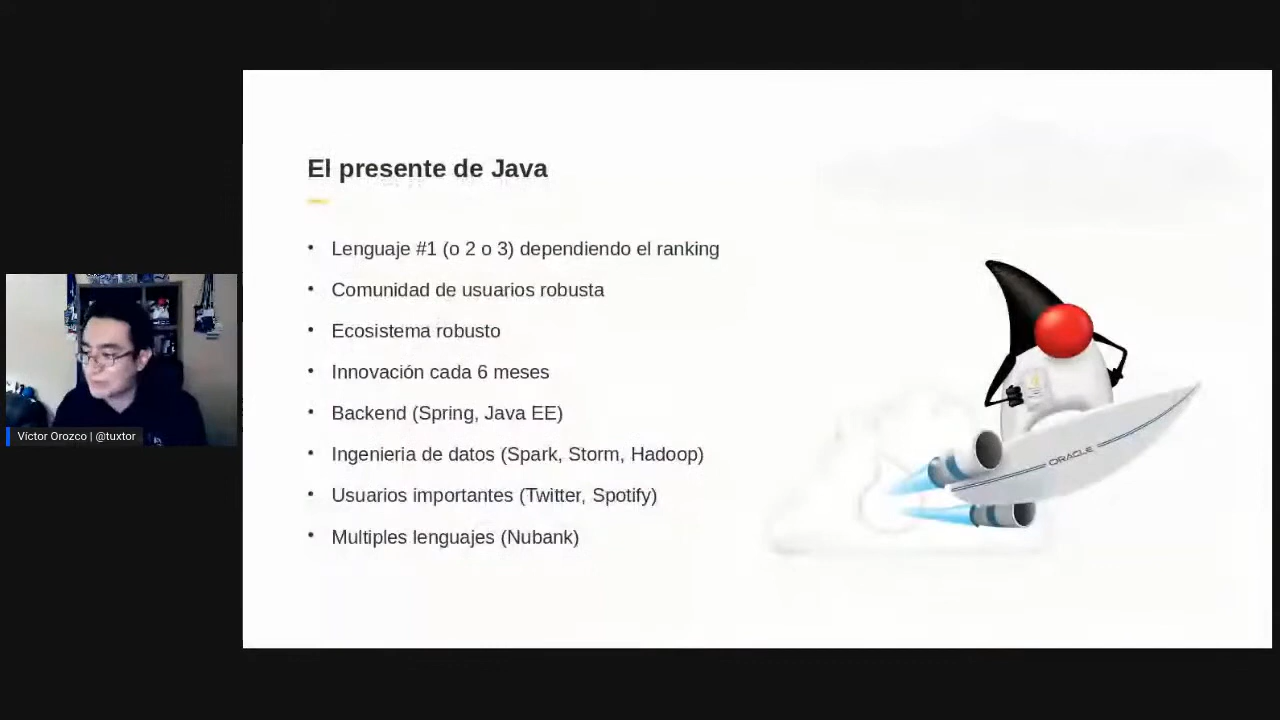 El presente de Java
• Lenguaje #1 (o 2 o 3) dependiendo el ranking
• Comunidad de usuarios robusta
• Ecosistema robusto
• Innovación cada 6 meses
• Backend (Spring, Java EE)
• Ingenieria de datos (Spark, Storm, Hadoop)
• Usuarios importantes (Twitter, Spotify)
• Multiples lenguajes (Nubank)
ORACLE
Víctor Orozco | @tuxtor